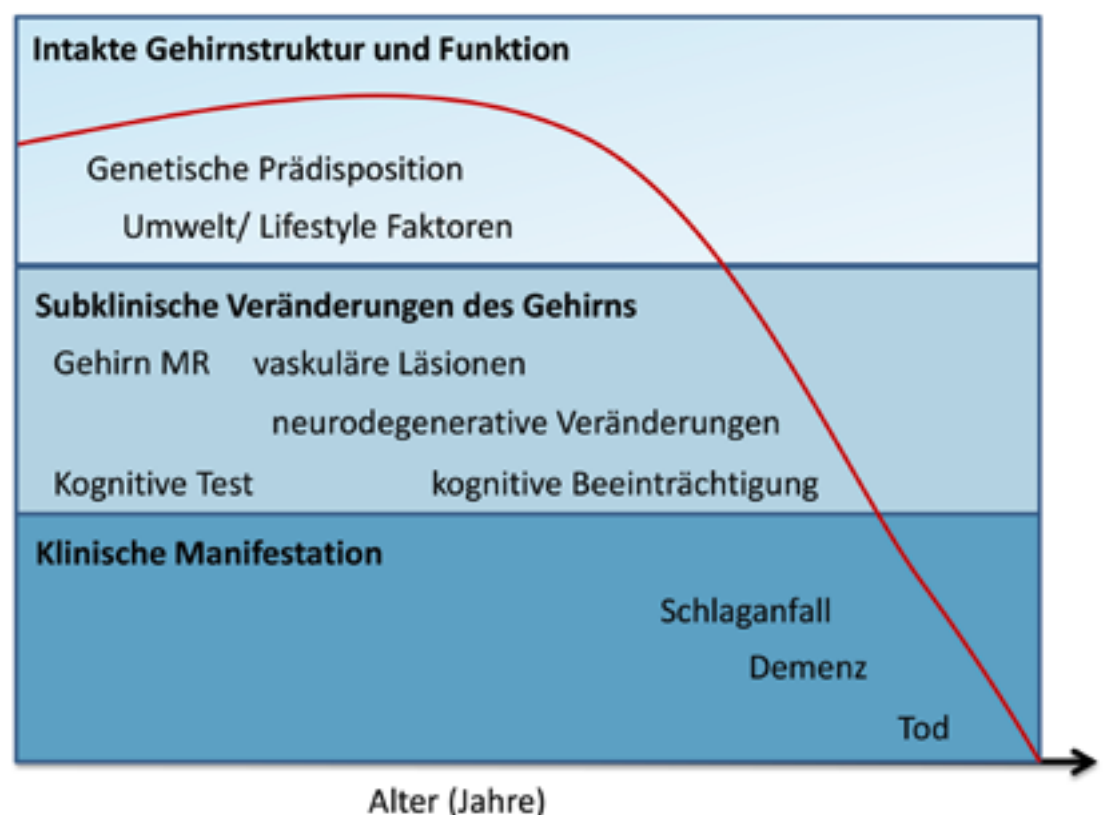 Intakte Gehirnstruktur und Funktion
Genetische Prädisposition
Umwelt/ Lifestyle Faktoren
Subklinische Veränderungen des Gehirns
Gehirn MR vaskuläre Läsionen
neurodegenerative Veränderungen
Kognitive Test kognitive Beeinträchtigung
Klinische Manifestation
Schlaganfall
Demenz
Tod
Alter (Jahre)